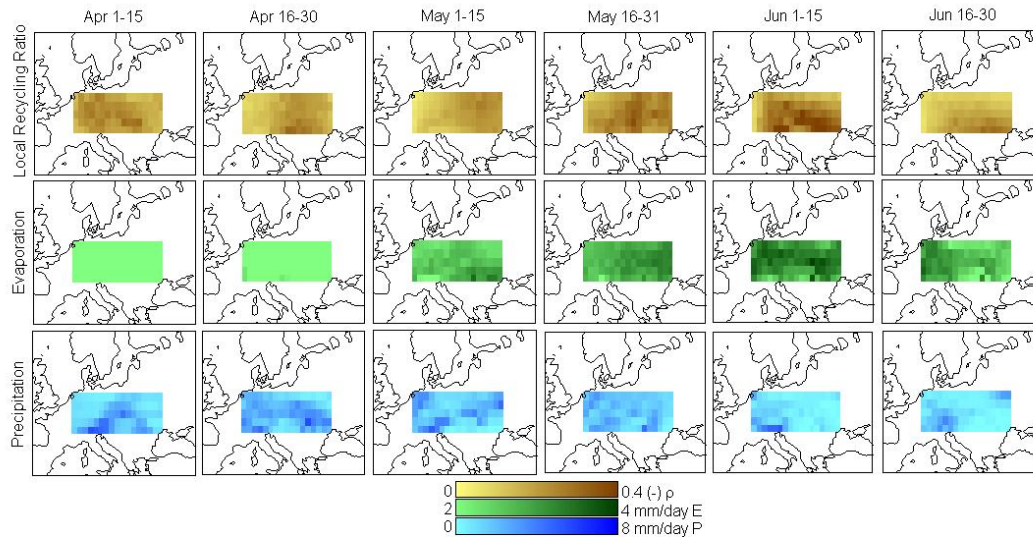 Apr 1-15 Apr 16-30 May 1-15 May 16-31 Jun 1-15 Jun 16-30
Local Recycling Ratio
Evaporation
Precipitation
0 0.4 (-) ρ
2 4 mm/day E
0 8 mm/day P